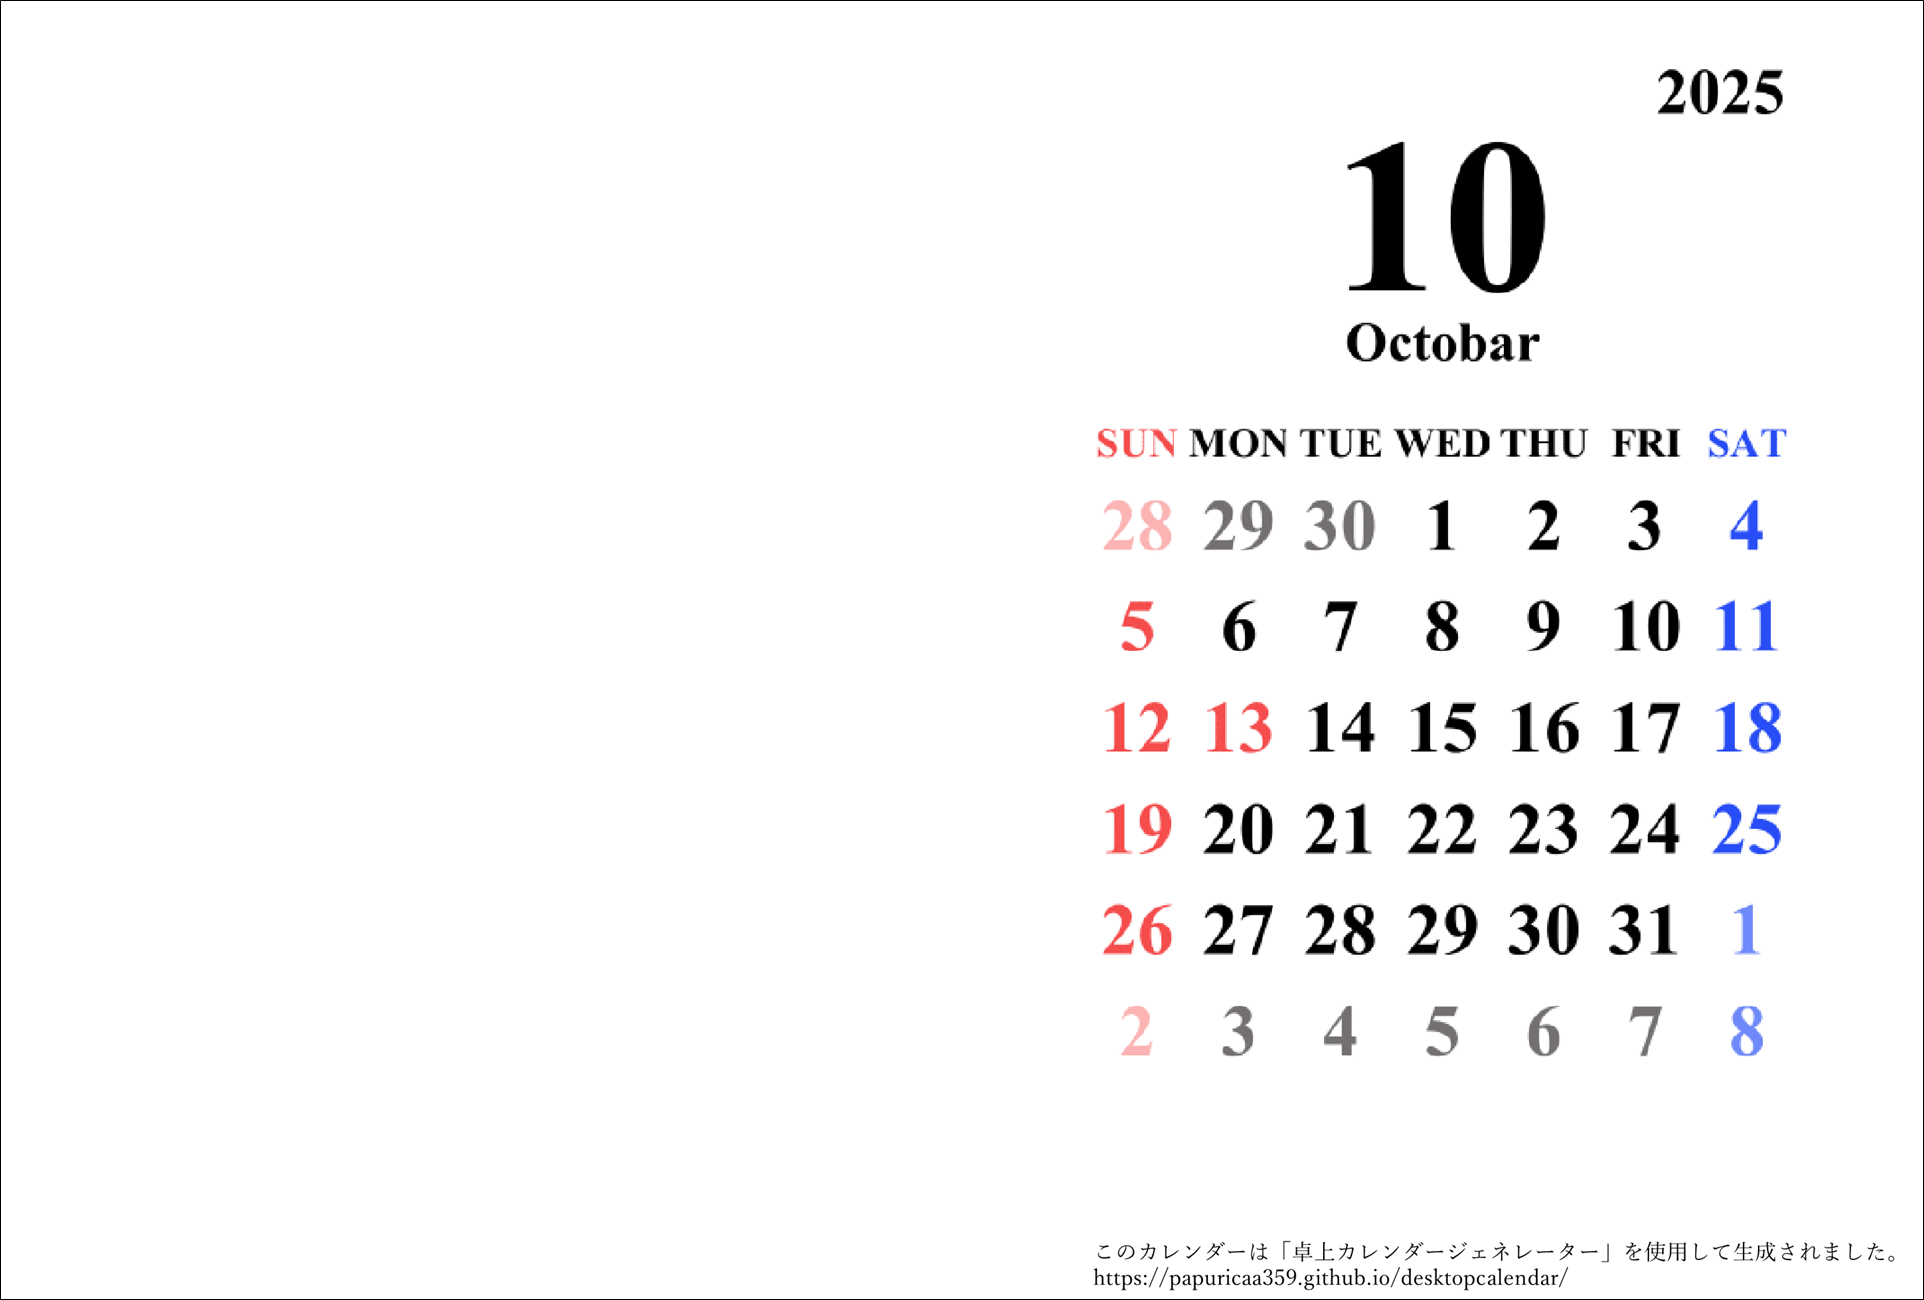 2025
10
Octobar
SUN MON TUE WED THU FRI SAT
28 29 30 1 2 3 4
5 6 7 8 9 10 11
12 13 14 15 16 17 18
19 20 21 22 23 24 25
26 27 28 29 30 31 1
2 3 4 5 6 7 8
このカレンダーは「卓上カレンダージェネレーター」を使用して生成されました。
https://papuricaa359.github.io/desktopcalendar/